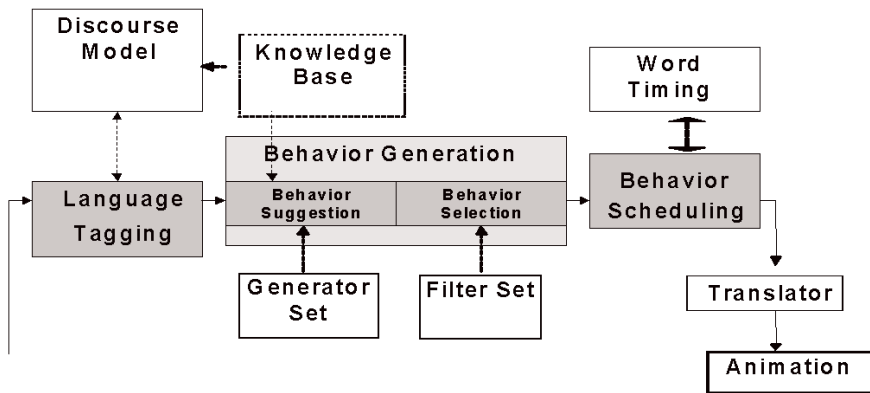 Discourse
Model
Knowledge
Base
Word
Timing
Behavior Generation
Language
Tagging
Behavior
Suggestion
Behavior
Selection
Behavior
Scheduling
Generator
Set
Filter Set
Translator
Animation